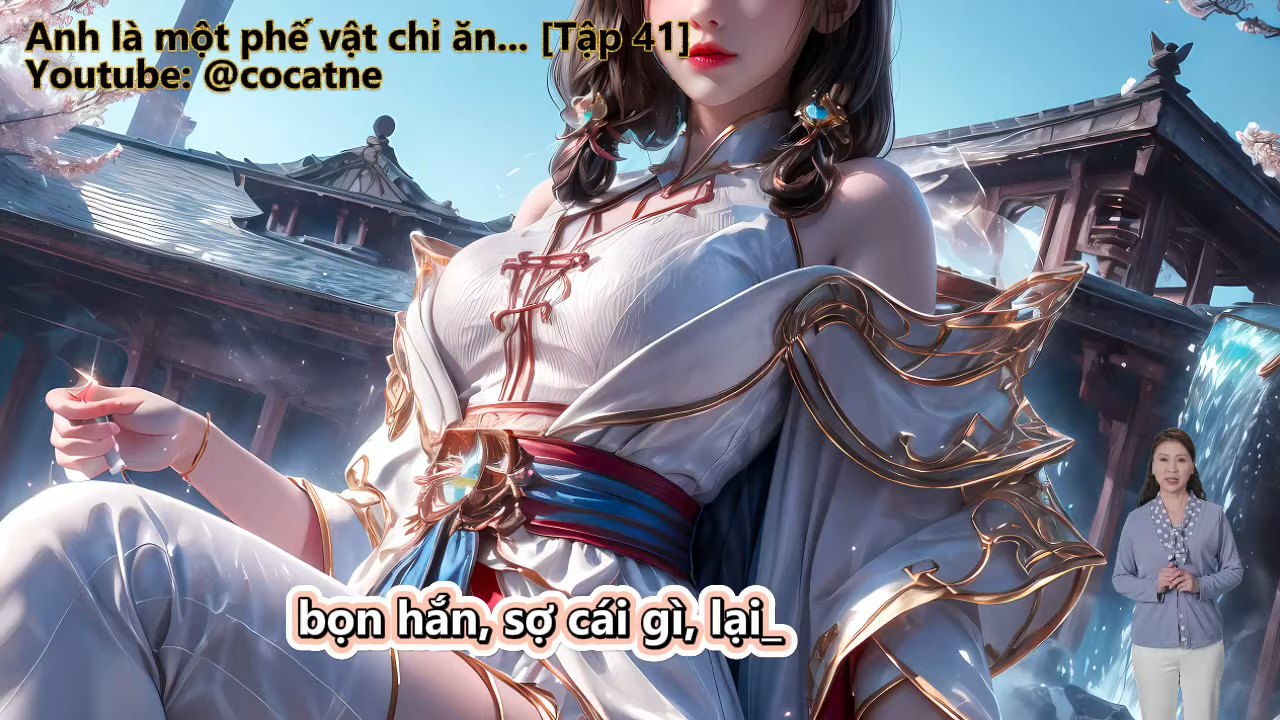 Anh là một phế vật chỉ ăn... [Tập 41]
Youtube: @cocatne
bọn hắn, sợ cái gì, lại_